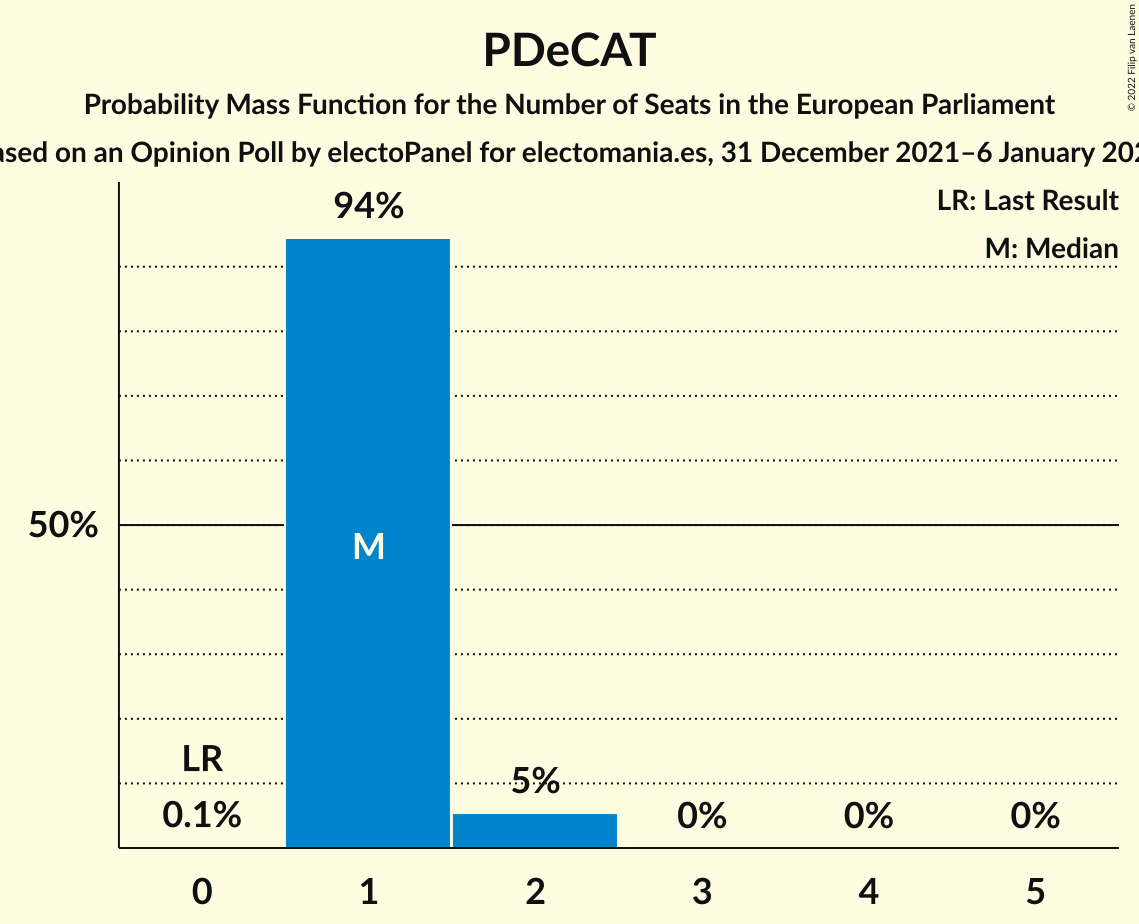 PDeCAT
Probability Mass Function for the Number of Seats in the European Parliament
on an Opinion Poll by electoPanel for electomania.es, 31 December 2021–6 January
© 2022 Filip van Laenen
LR: Last Result
M: Median
94%
50%
M
LR
0.1%
5%
0%
0%
0%
0 1 2 3 4 5